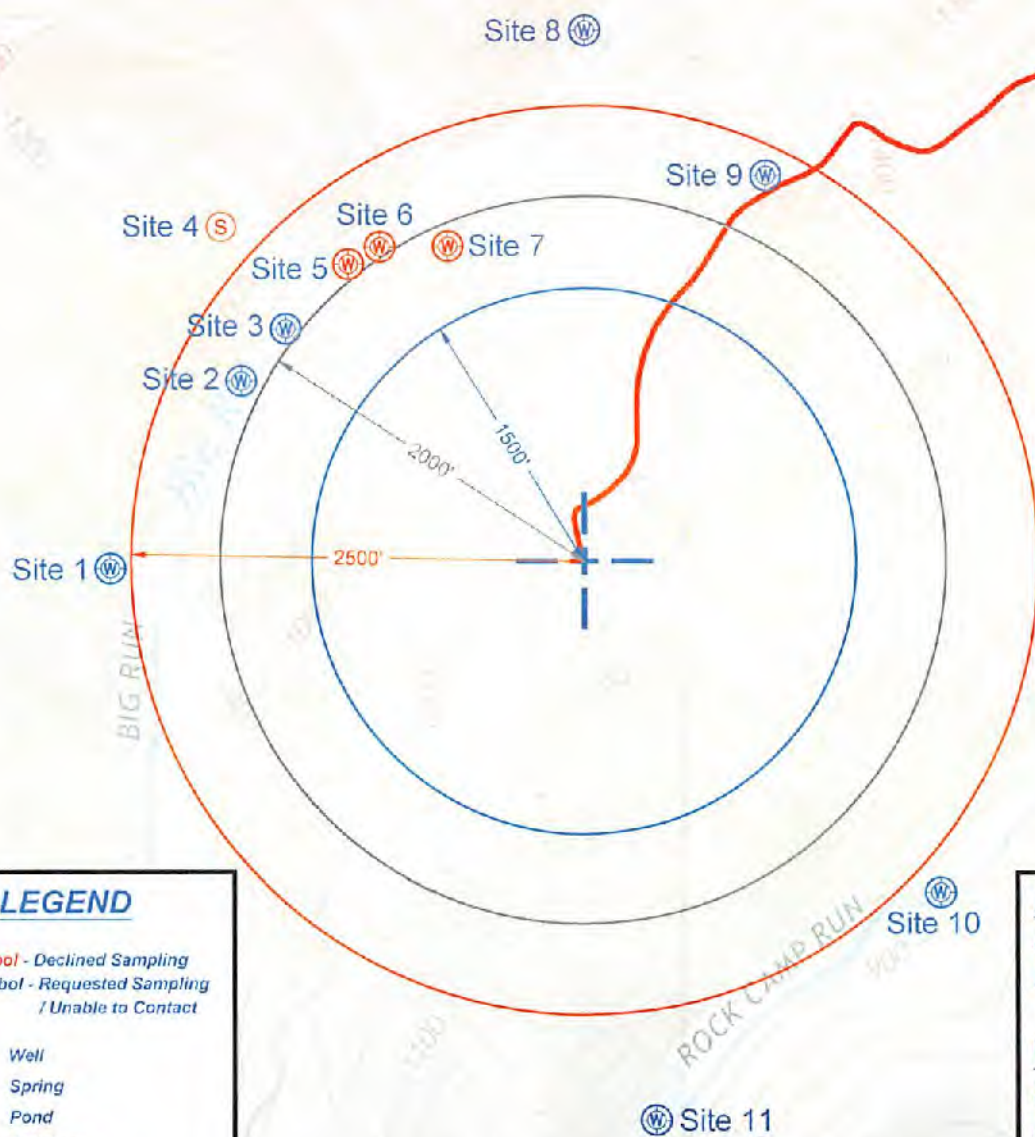 Site 8 W
Site 9 W
Site 4 S
Site 6
W
W Site 7
Site 5 W
Site 3 W
Site 2 W
1500'
2000'
2500'
Site 1 W
BIG RUN
W
Site 10
ROCK CAMP RUN
1100
W Site 11
LEGEND
ool - Declined Sampling
bol - Requested Sampling
/ Unable to Contact
Well
Spring
Pond